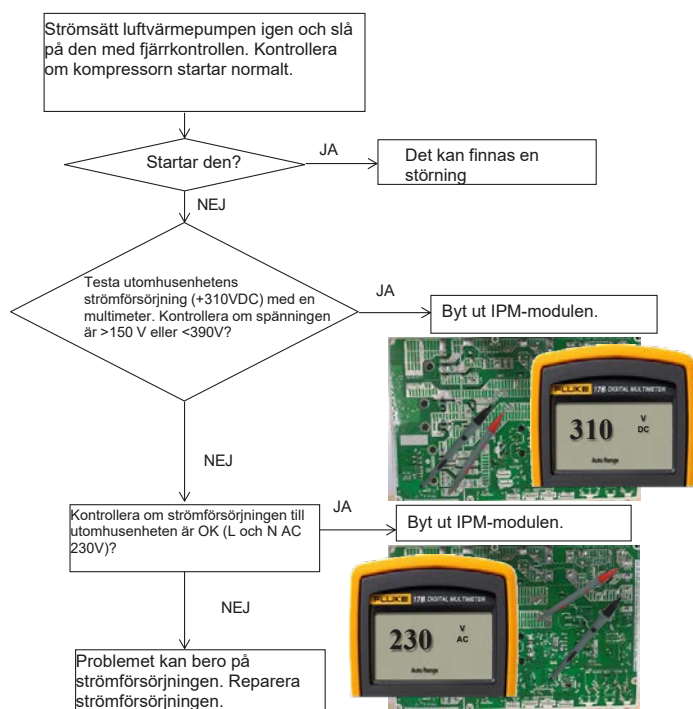 Strömsätt luftvärmepumpen igen och slå
på den med fjärrkontrollen. Kontrollera
om kompressorn startar normalt.
Startar den?
JA
Det kan finnas en
störning
NEJ
Testa utomhusenhetens
strömförsörjning (+310VDC) med en
multimeter. Kontrollera om spänningen
är >150 V eller <390V?
JA
Byt ut IPM-modulen.
FLUKE 17B DIGITAL MULTIMETER
310 V
DC
Auto Range
NEJ
Kontrollera om strömförsörjningen till
utomhusenheten är OK (L och N AC
230V)?
JA
Byt ut IPM-modulen.
FLUKE 17B DIGITAL MULTIMETER
230 V
AC
Auto Range
NEJ
Problemet kan bero på
strömförsörjningen. Reparera
strömförsörjningen.